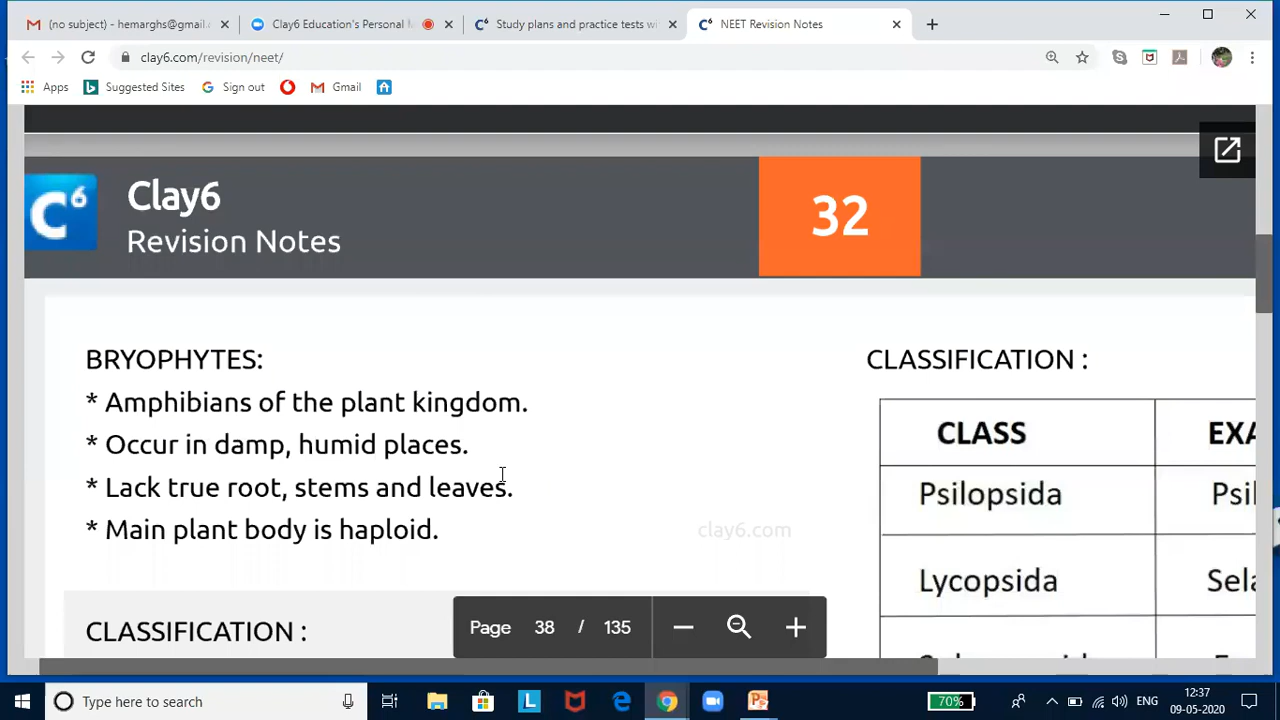 (no subject) - hemarghs@gmail.
Clay6 Education's Personal
Study plans and practice tests wi
NEET Revision Notes
clay6.com/revision/neet/
Apps
Suggested Sites
Sign out
Gmail
C6
Clay6
Revision Notes
32
BRYOPHYTES:
* Amphibians of the plant kingdom.
* Occur in damp, humid places.
* Lack true root, stems and leaves.
* Main plant body is haploid.
clay6.com
CLASSIFICATION :
CLASSIFICATION :
CLASS EXA
Psilopsida Psil
Lycopsida Sela
Page 38 / 135
Type here to search
70%
ENG
12:37
09-05-2020